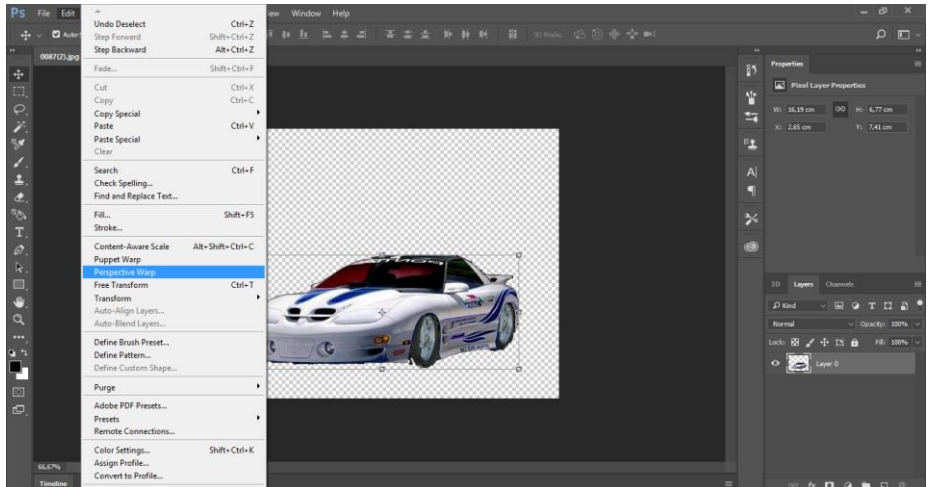 Ps File Edit View Window Help
Auto-
3D Mode:
0087(2).jpg
Undo Deselect Ctrl+Z
Step Forward Shift+Ctrl+Z
Step Backward Alt+Ctrl+Z
Fade... Shift+Ctrl+F
Cut Ctrl+X
Copy Ctrl+C
Copy Special
Paste Ctrl+V
Paste Special
Clear
Search Ctrl+F
Check Spelling...
Find and Replace Text...
Fill... Shift+F5
Stroke...
Content-Aware Scale Alt+Shift+Ctrl+C
Puppet Warp
Perspective Warp
Free Transform Ctrl+T
Transform
Auto-Align Layers...
Auto-Blend Layers...
Define Brush Preset...
Define Pattern...
Define Custom Shape...
Purge
Adobe PDF Presets...
Presets
Remote Connections...
Color Settings... Shift+Ctrl+K
Assign Profile...
Convert to Profile...
66,67%
Timeline
Properties
Pixel Layer Properties
W: 16,19 cm H: 6,77 cm
X: 2,65 cm Y: 7,41 cm
3D Layers Channels
Kind
Normal Opacity: 100%
Lock: Fill: 100%
Layer 0